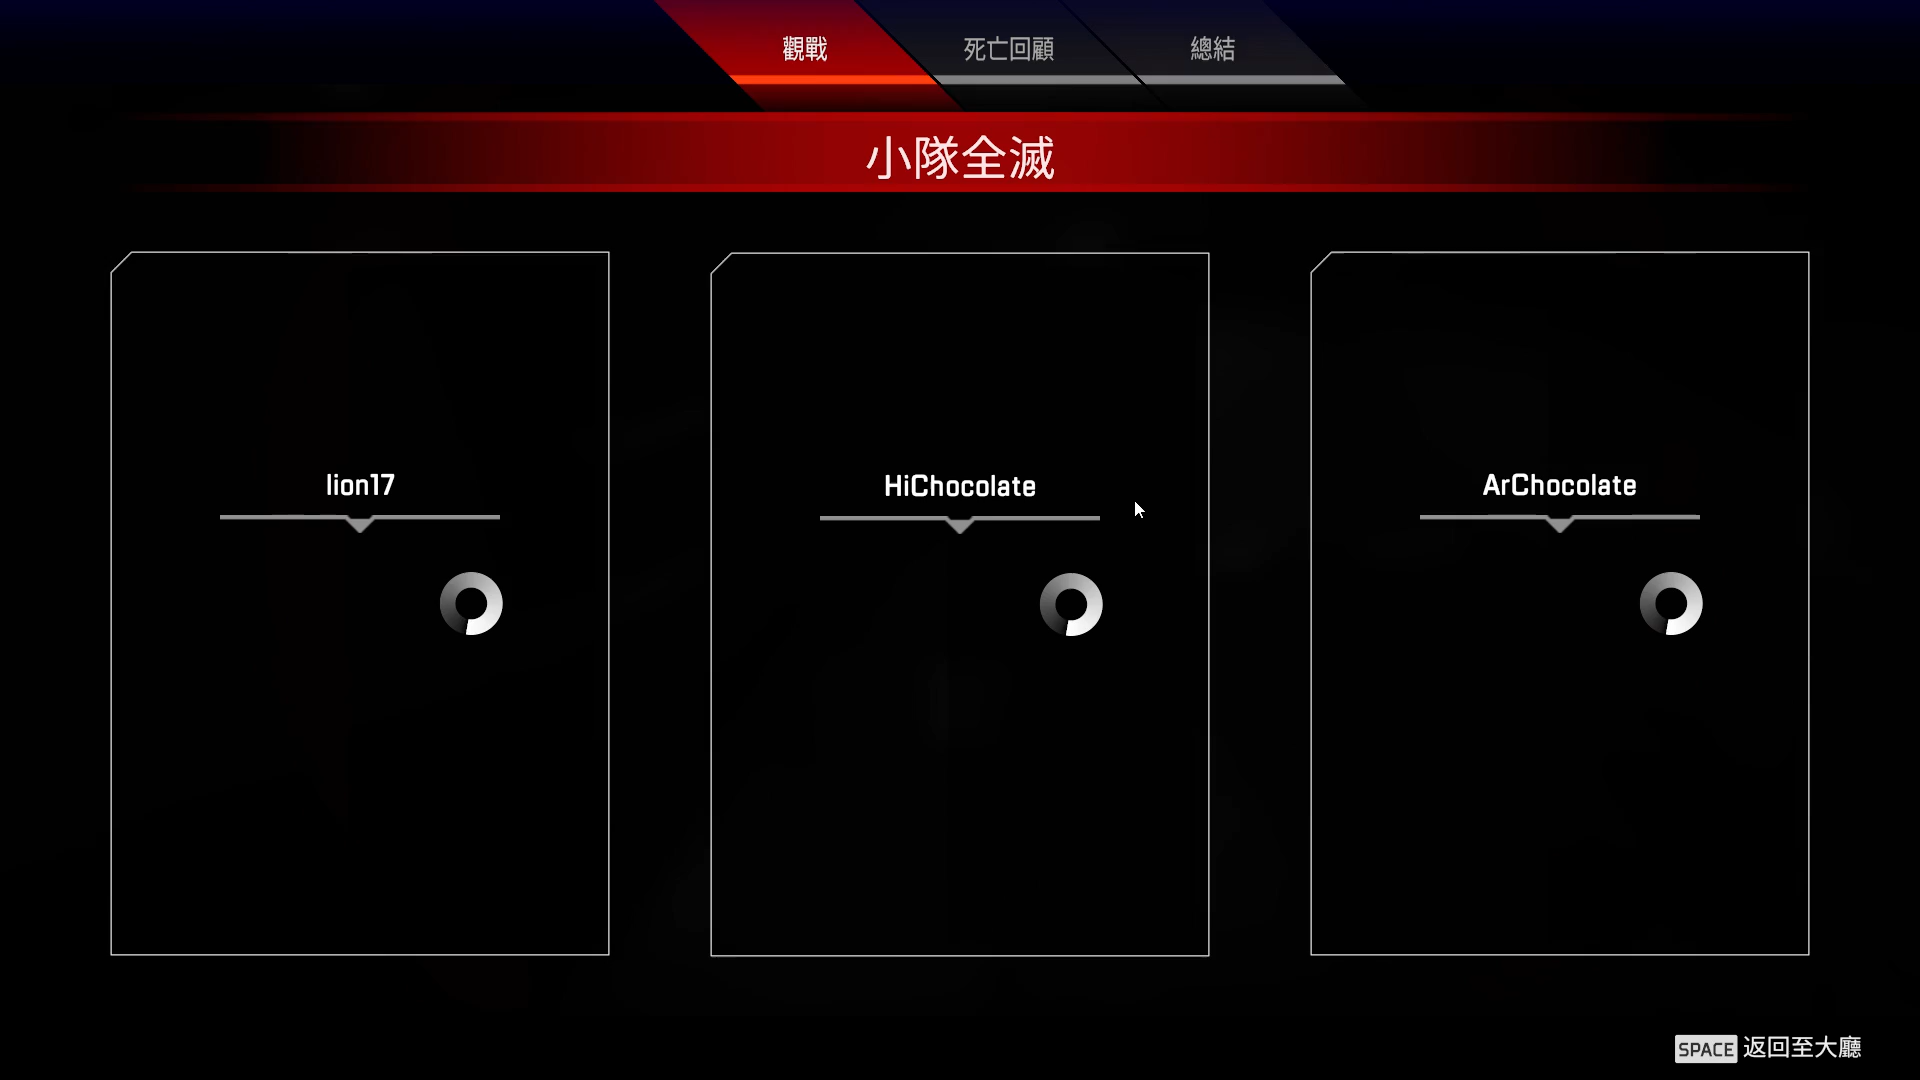 觀戰
死亡回顧
總結
小隊全滅
lion17
HiChocolate
ArChocolate
SPACE 返回至大廳